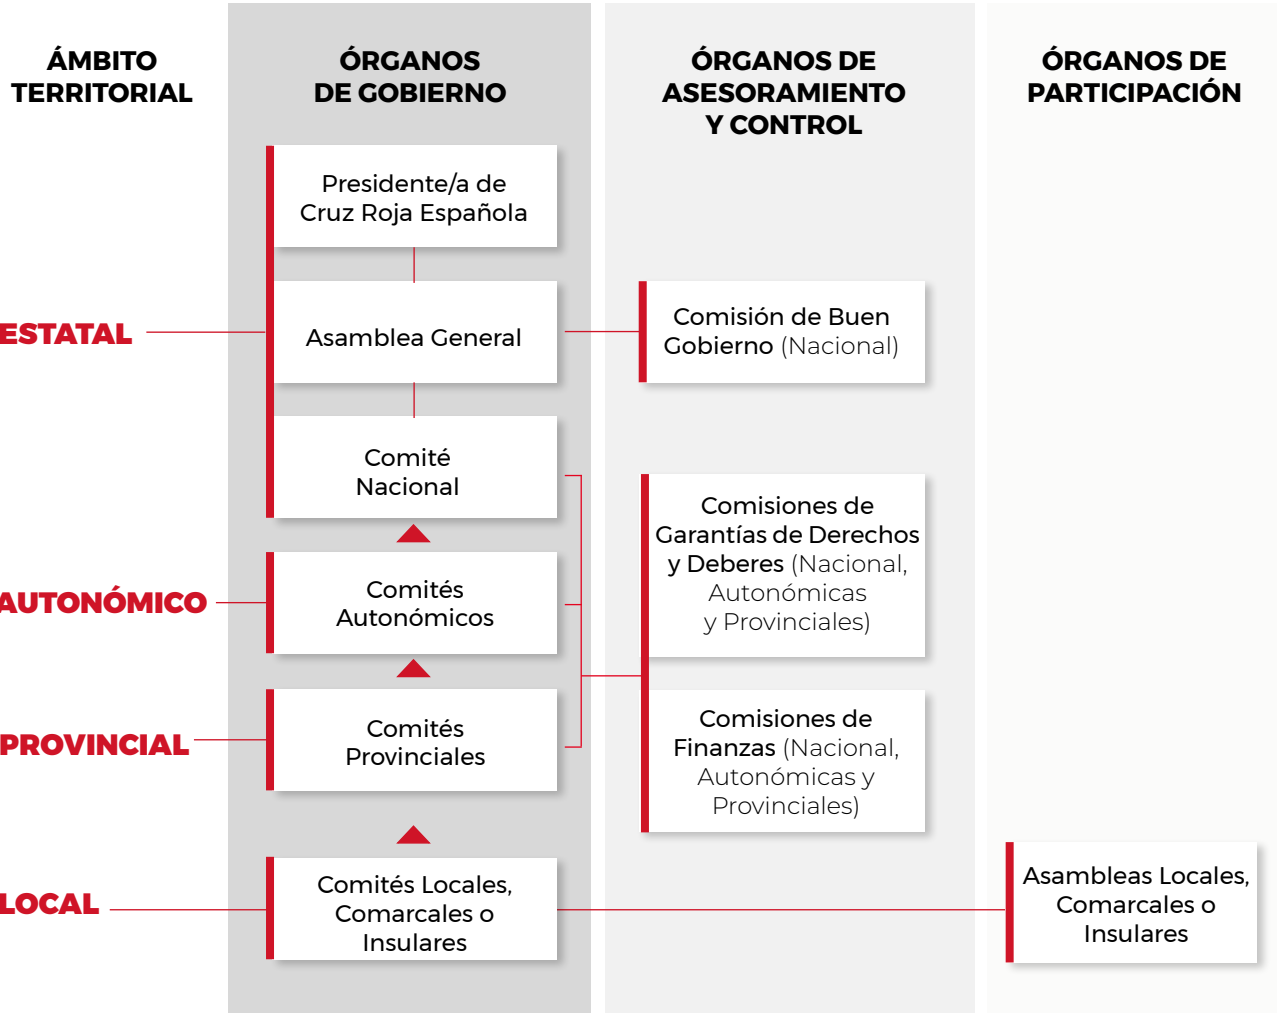 ÁMBITO
TERRITORIAL
ÓRGANOS
DE GOBIERNO
ÓRGANOS DE
ASESORAMIENTO
Y CONTROL
ÓRGANOS DE
PARTICIPACIÓN
ESTATAL
Presidente/a de
Cruz Roja Española
Asamblea General
Comité
Nacional
Comisión de Buen
Gobierno (Nacional)
AUTONÓMICO
Comités
Autonómicos
Comisiones de
Garantías de Derechos
y Deberes (Nacional,
Autonómicas
y Provinciales)
PROVINCIAL
Comités
Provinciales
Comisiones de
Finanzas (Nacional,
Autonómicas y
Provinciales)
LOCAL
Comités Locales,
Comarcales o
Insulares
Asambleas Locales,
Comarcales o
Insulares